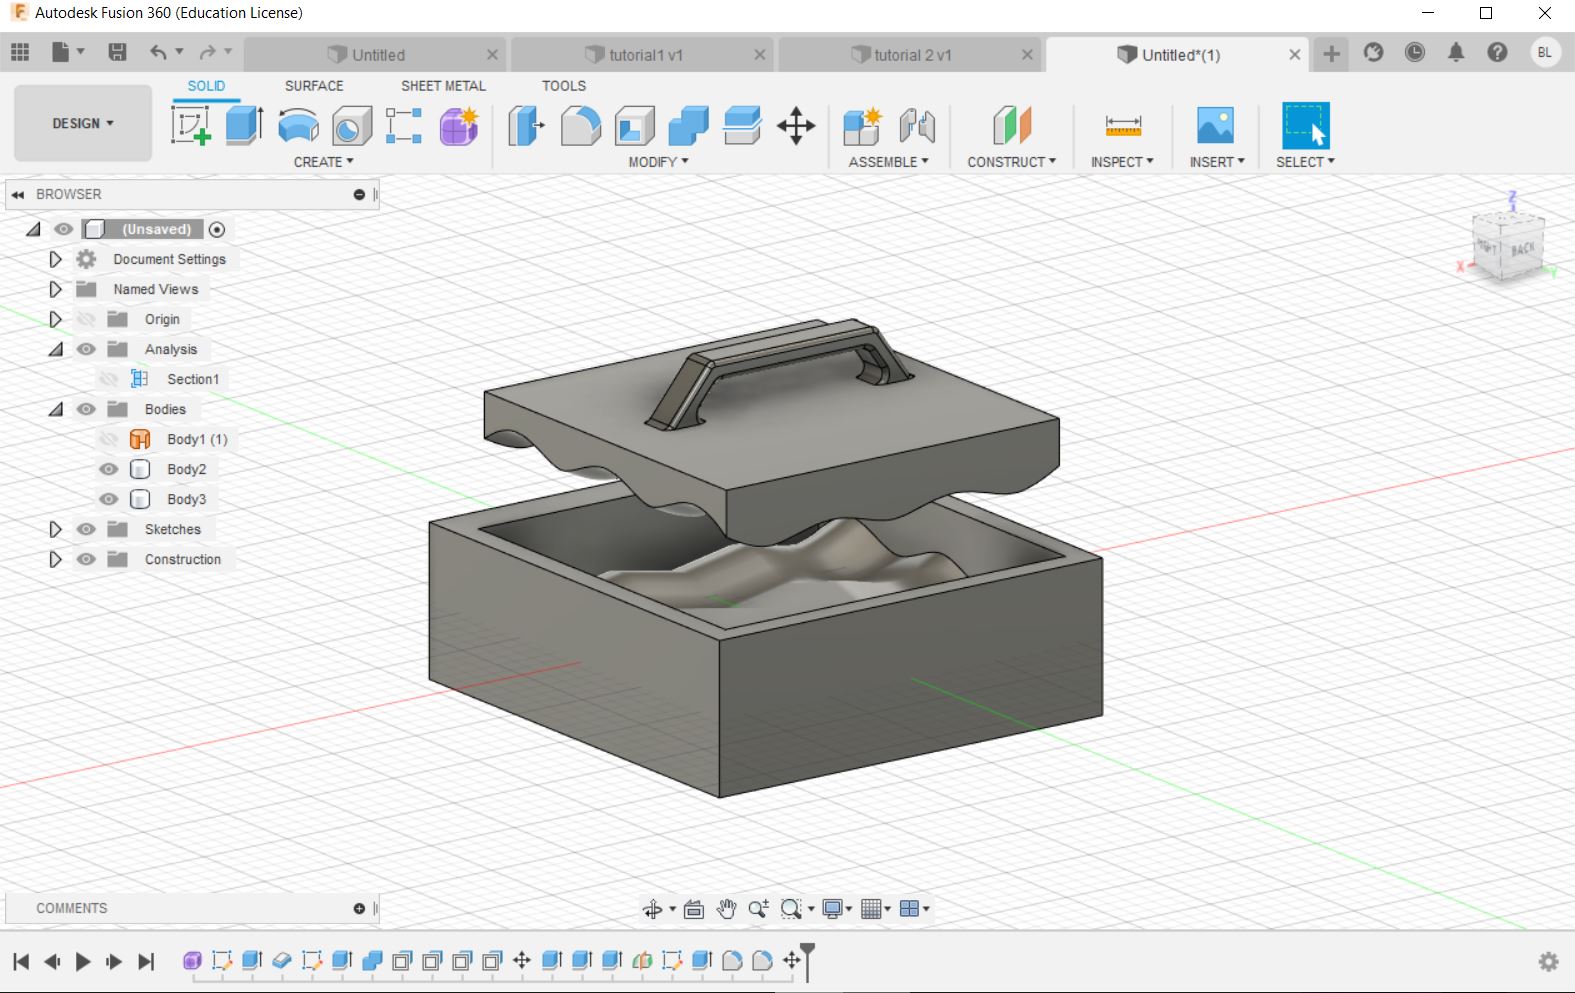 Autodesk Fusion 360 (Education License)
Untitled
tutorial1 v1
tutorial 2 v1
Untitled*(1)
BL
SOLID SURFACE SHEET METAL TOOLS
DESIGN
CREATE MODIFY ASSEMBLE CONSTRUCT INSPECT INSERT SELECT
BROWSER
(Unsaved)
Document Settings
Named Views
Origin
Analysis
Section1
Bodies
Body1 (1)
Body2
Body3
Sketches
Construction
Z
RIGHT BACK
X
Y
COMMENTS